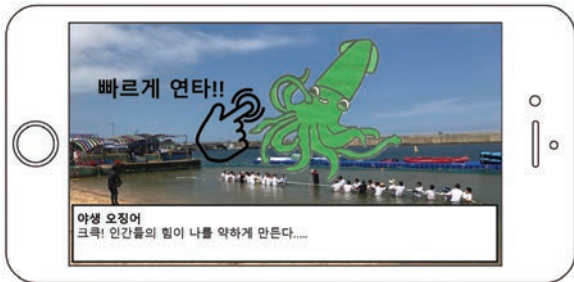 빠르게 연타!!
야생 오징어
크큭! 인간들의 힘이 나를 약하게 만든다.....